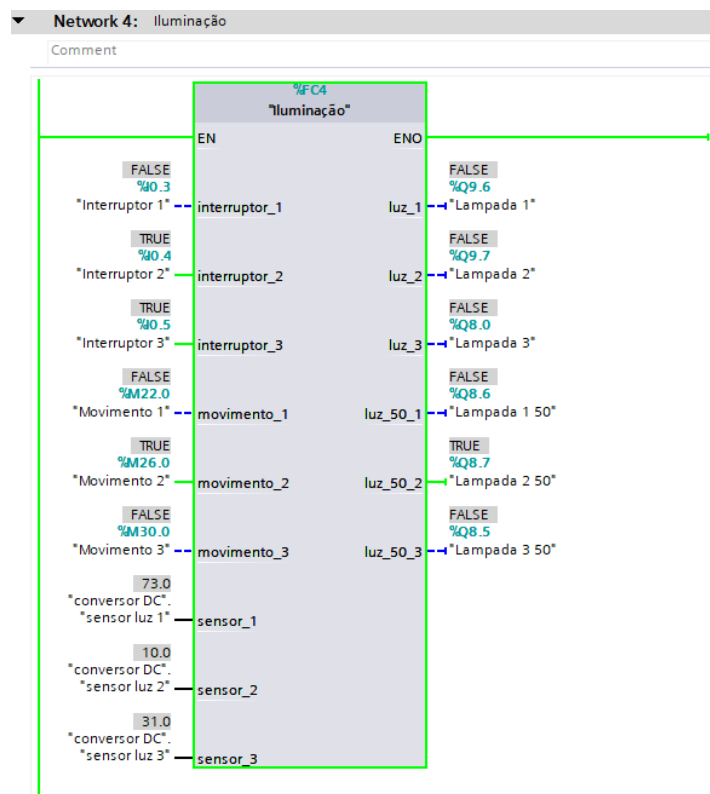 Network 4: Iluminação
Comment
%FC4
"Iluminação"
EN ENO
FALSE
%I0.3
"Interruptor 1" interruptor_1
FALSE
%Q9.6
luz_1 "Lampada 1"
TRUE
%I0.4
"Interruptor 2" interruptor_2
FALSE
%Q9.7
luz_2 "Lampada 2"
TRUE
%I0.5
"Interruptor 3" interruptor_3
FALSE
%Q8.0
luz_3 "Lampada 3"
FALSE
%M22.0
"Movimento 1" movimento_1
FALSE
%Q8.6
luz_50_1 "Lampada 1 50"
TRUE
%M26.0
"Movimento 2" movimento_2
TRUE
%Q8.7
luz_50_2 "Lampada 2 50"
FALSE
%M30.0
"Movimento 3" movimento_3
FALSE
%Q8.5
luz_50_3 "Lampada 3 50"
73.0
"conversor DC".
"sensor luz 1" sensor_1
10.0
"conversor DC".
"sensor luz 2" sensor_2
31.0
"conversor DC".
"sensor luz 3" sensor_3